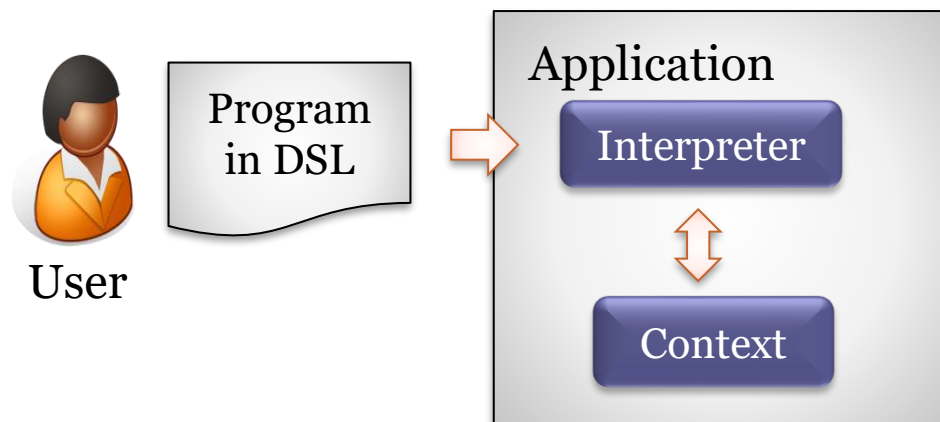 Application
Program
in DSL
Interpreter
User
Context